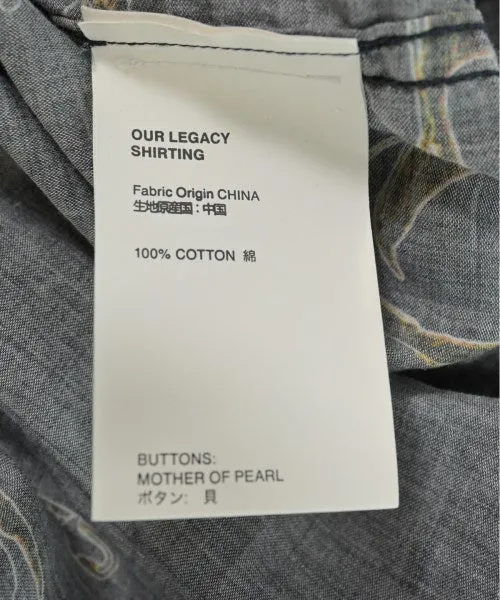 OUR LEGACY
SHIRTING
Fabric Origin CHINA
生地原産国：中国
100% COTTON 綿
BUTTONS:
MOTHER OF PEARL
ボタン： 貝